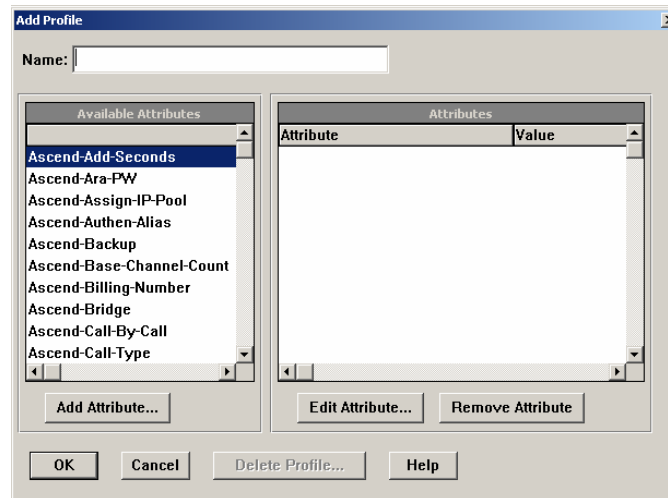 Add Profile
Name:
Available Attributes
Ascend-Add-Seconds
Ascend-Ara-PW
Ascend-Assign-IP-Pool
Ascend-Authen-Alias
Ascend-Backup
Ascend-Base-Channel-Count
Ascend-Billing-Number
Ascend-Bridge
Ascend-Call-By-Call
Ascend-Call-Type
Add Attribute...
Attributes
Attribute Value
Edit Attribute... Remove Attribute
OK Cancel Delete Profile... Help